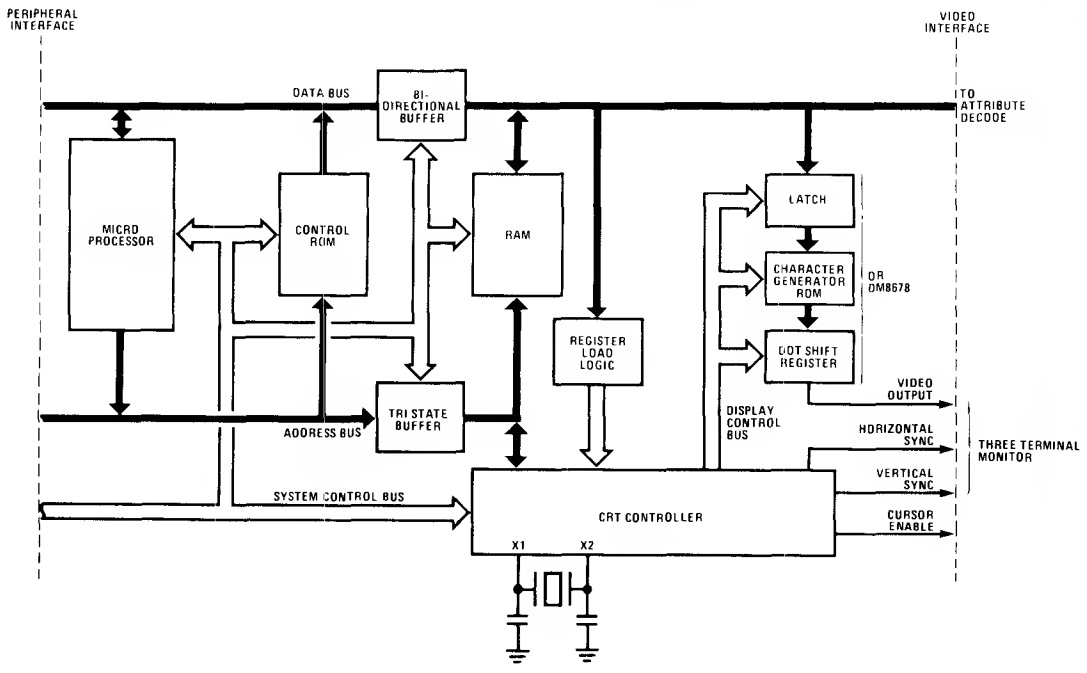 PERIPHERAL
INTERFACE
VIDEO
INTERFACE
DATA BUS
BI-
DIRECTIONAL
BUFFER
TO
ATTRIBUTE
DECODE
MICRO
PROCESSOR
CONTROL
ROM
RAM
LATCH
CHARACTER
GENERATOR
ROM
OR
DM8678
REGISTER
LOAD
LOGIC
DOT SHIFT
REGISTER
ADDRESS BUS
TRI STATE
BUFFER
DISPLAY
CONTROL
BUS
VIDEO
OUTPUT
HORIZONTAL
SYNC
THREE TERMINAL
MONITOR
VERTICAL
SYNC
SYSTEM CONTROL BUS
CRT CONTROLLER
CURSOR
ENABLE
X1
X2